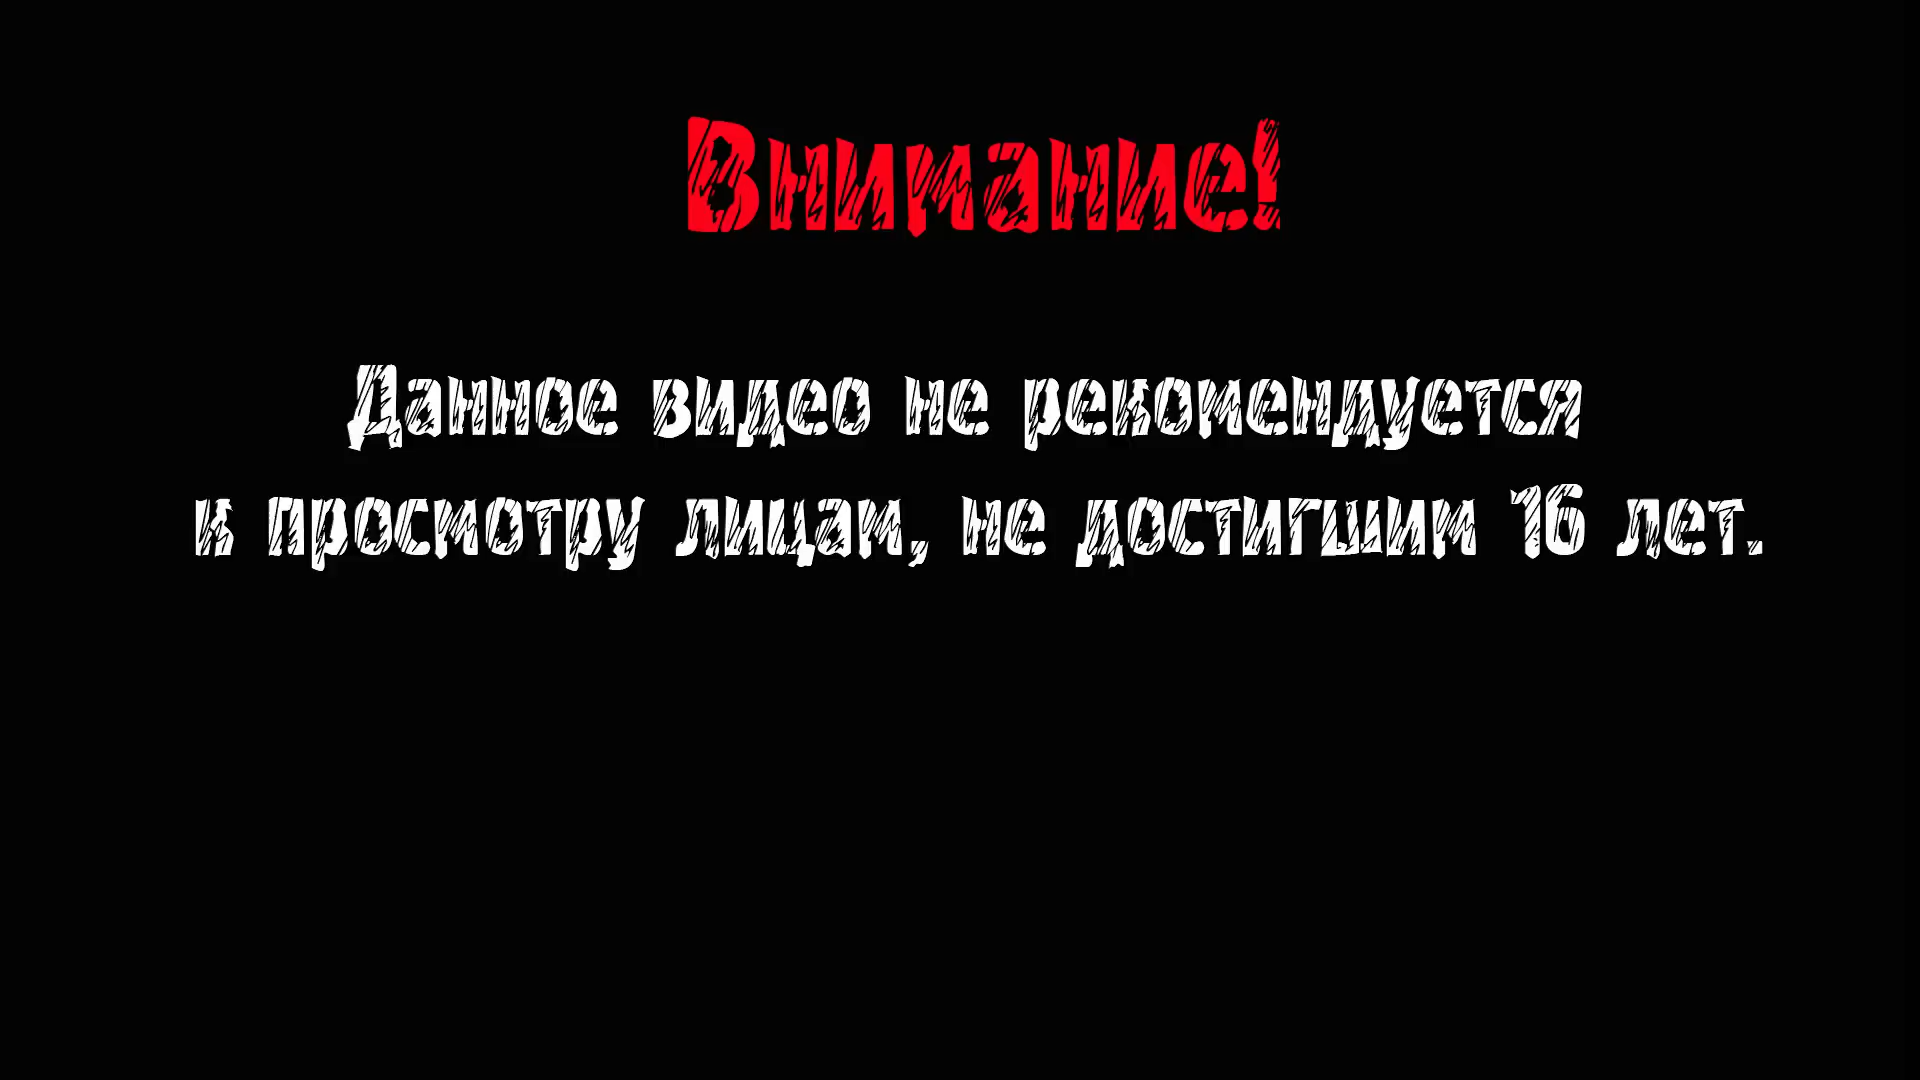 Внимание!
Данное видео не рекомендуется
к просмотру лицам, не достигшим 16 лет.